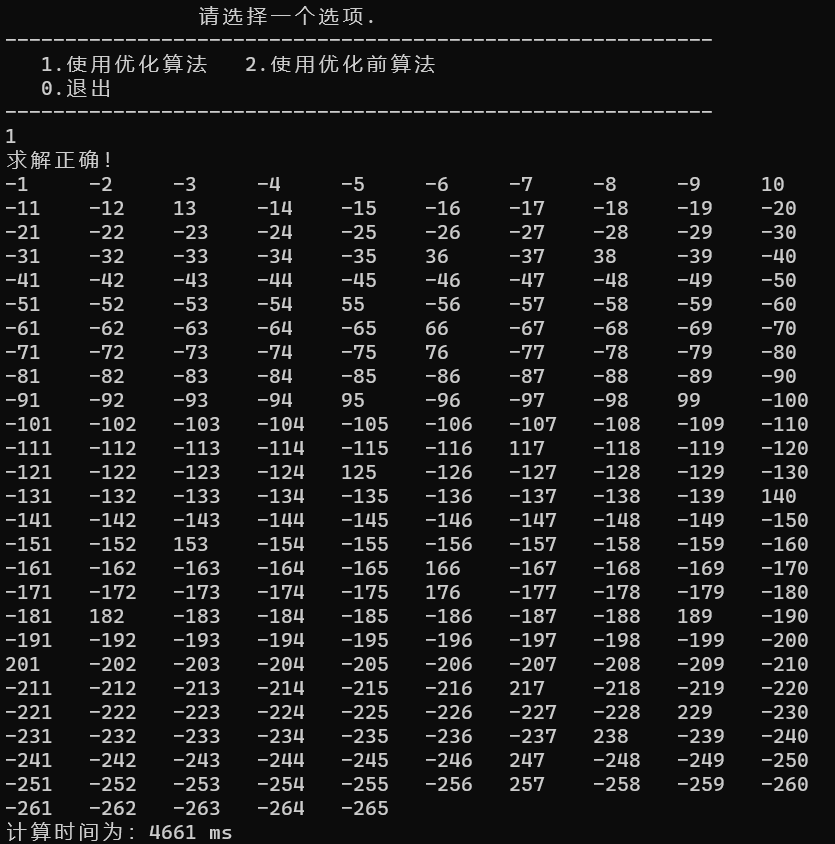 请选择一个选项.
-----------------------------------------------------------
1.使用优化算法 2.使用优化前算法
0.退出
-----------------------------------------------------------
1
求解正确!
-1 -2 -3 -4 -5 -6 -7 -8 -9 10
-11 -12 13 -14 -15 -16 -17 -18 -19 -20
-21 -22 -23 -24 -25 -26 -27 -28 -29 -30
-31 -32 -33 -34 -35 36 -37 38 -39 -40
-41 -42 -43 -44 -45 -46 -47 -48 -49 -50
-51 -52 -53 -54 55 -56 -57 -58 -59 -60
-61 -62 -63 -64 -65 66 -67 -68 -69 -70
-71 -72 -73 -74 -75 76 -77 -78 -79 -80
-81 -82 -83 -84 -85 -86 -87 -88 -89 -90
-91 -92 -93 -94 95 -96 -97 -98 99 -100
-101 -102 -103 -104 -105 -106 -107 -108 -109 -110
-111 -112 -113 -114 -115 -116 117 -118 -119 -120
-121 -122 -123 -124 125 -126 -127 -128 -129 -130
-131 -132 -133 -134 -135 -136 -137 -138 -139 140
-141 -142 -143 -144 -145 -146 -147 -148 -149 -150
-151 -152 153 -154 -155 -156 -157 -158 -159 -160
-161 -162 -163 -164 -165 166 -167 -168 -169 -170
-171 -172 -173 -174 -175 176 -177 -178 -179 -180
-181 182 -183 -184 -185 -186 -187 -188 189 -190
-191 -192 -193 -194 -195 -196 -197 -198 -199 -200
201 -202 -203 -204 -205 -206 -207 -208 -209 -210
-211 -212 -213 -214 -215 -216 217 -218 -219 -220
-221 -222 -223 -224 -225 -226 -227 -228 229 -230
-231 -232 -233 -234 -235 -236 -237 238 -239 -240
-241 -242 -243 -244 -245 -246 247 -248 -249 -250
-251 -252 -253 -254 -255 -256 257 -258 -259 -260
-261 -262 -263 -264 -265
计算时间为: 4661 ms